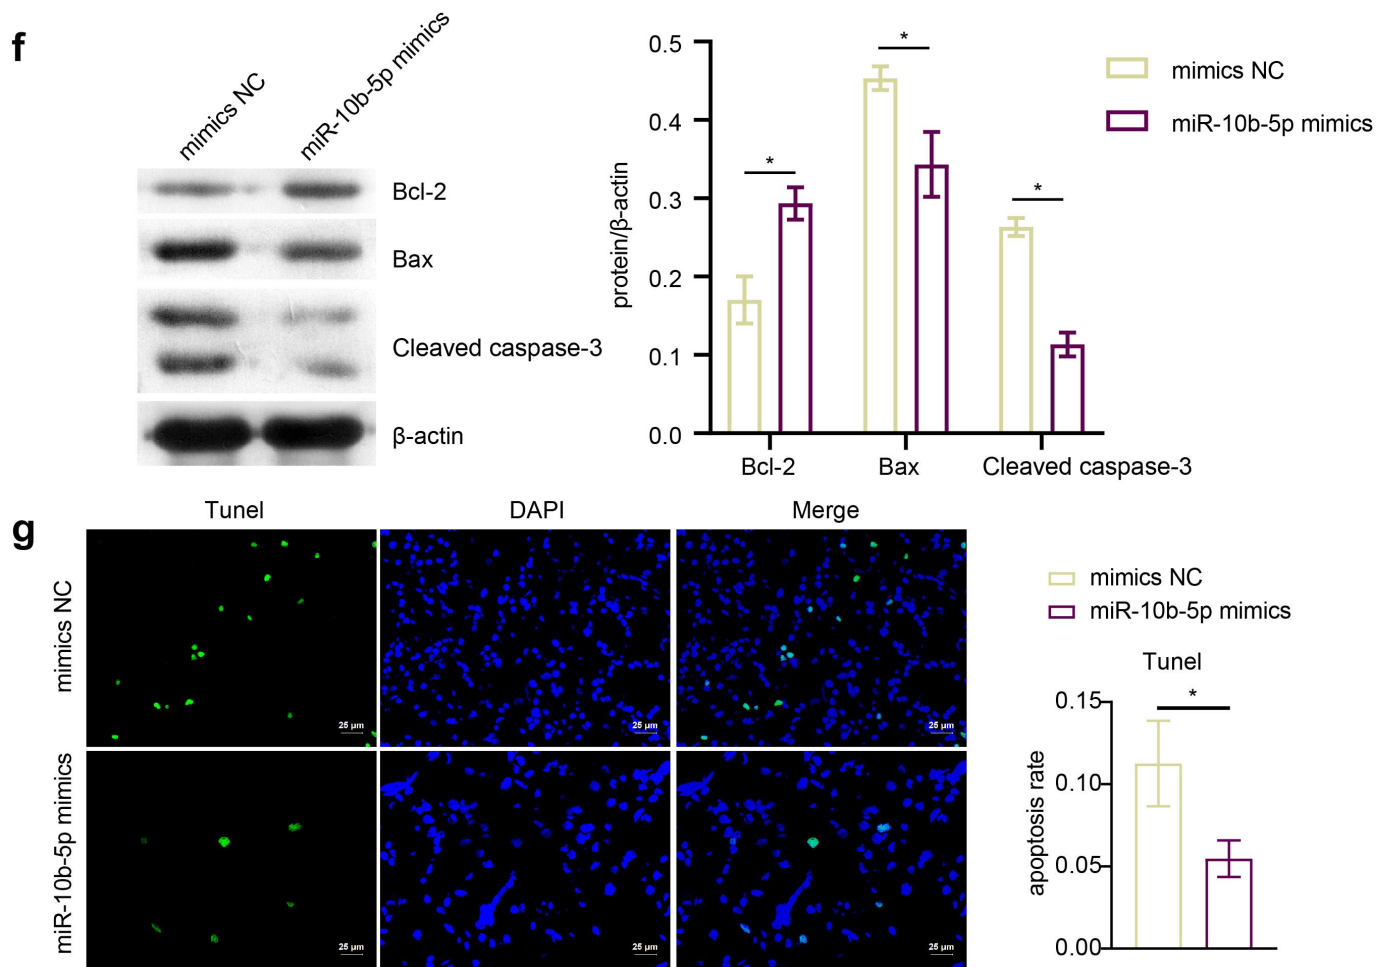 f
mimics NC
miR-10b-5p mimics
Bcl-2
Bax
Cleaved caspase-3
β-actin
protein/β-actin
0.5
0.4
0.3
0.2
0.1
0.0
*
*
*
Bcl-2
Bax
Cleaved caspase-3
mimics NC
miR-10b-5p mimics
g
Tunel
DAPI
Merge
mimics NC
25 µm
25 µm
25 µm
miR-10b-5p mimics
25 µm
25 µm
25 µm
mimics NC
miR-10b-5p mimics
Tunel
*
apoptosis rate
0.15
0.10
0.05
0.00